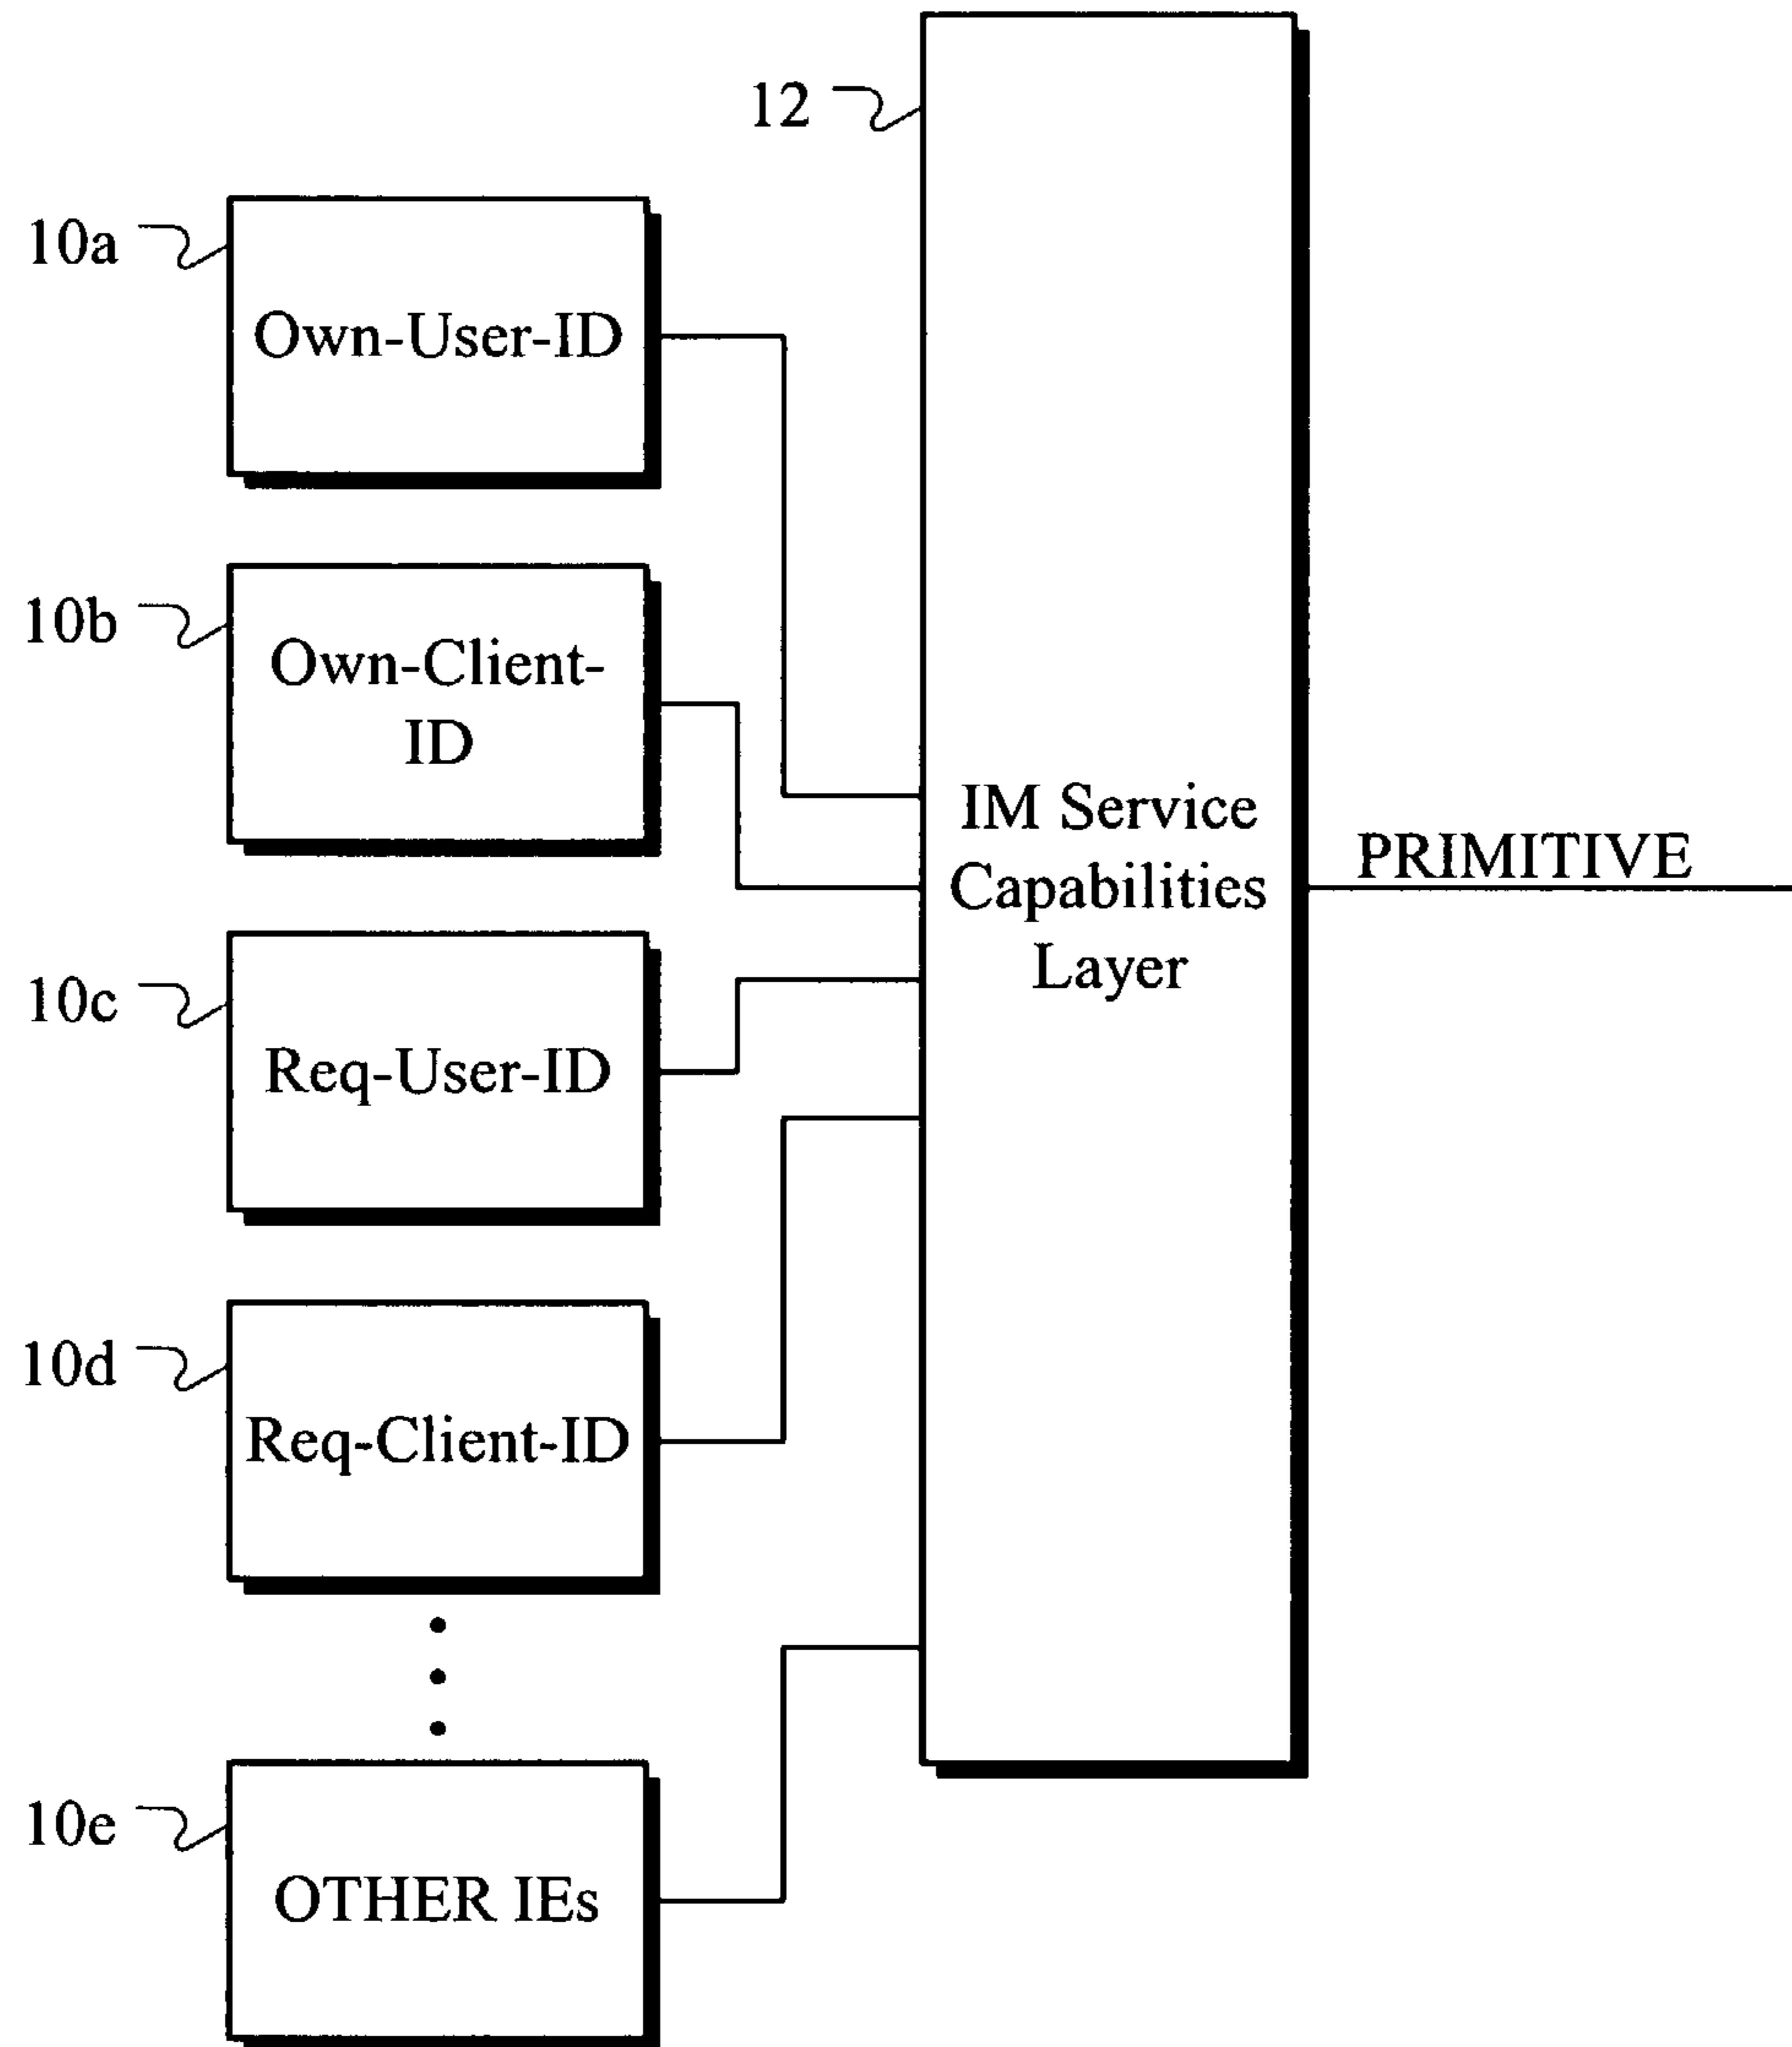 12
10a
Own-User-ID
10b
Own-Client-
ID
IM Service
Capabilities
Layer
PRIMITIVE
10c
Req-User-ID
10d
Req-Client-ID
10e
OTHER IEs